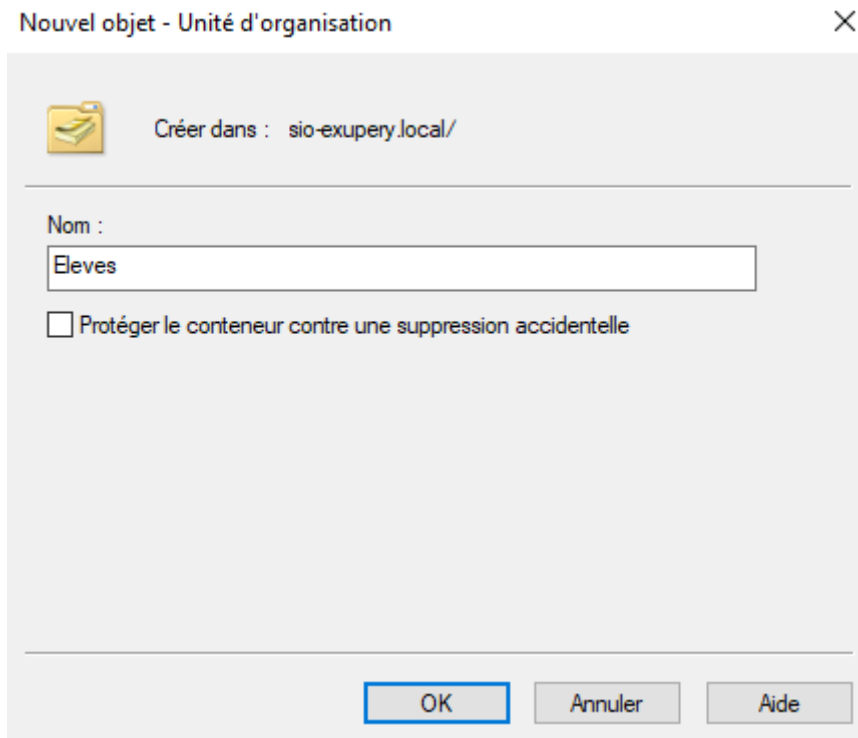 Nouvel objet - Unité d'organisation
Créer dans : sio-exupery.local/
Nom :
Eleves
Protéger le conteneur contre une suppression accidentelle
OK Annuler Aide